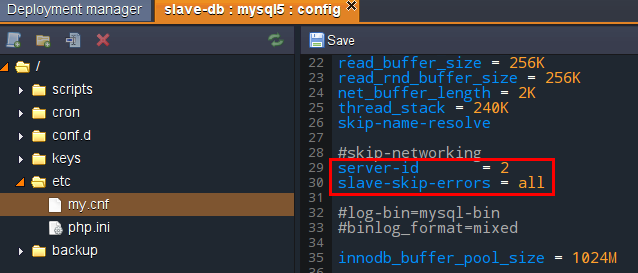 Deployment manager
slave-db : mysql5 : config
Save
/
scripts
cron
conf.d
keys
etc
my.cnf
php.ini
backup
22 read_buffer_size = 256K
23 read_rnd_buffer_size = 256K
24 net_buffer_length = 2K
25 thread_stack = 240K
26 skip-name-resolve
27
28 #skip-networking
29 server-id = 2
30 slave-skip-errors = all
31
32 #log-bin=mysql-bin
33 #binlog_format=mixed
34
35 innodb_buffer_pool_size = 1024M
36